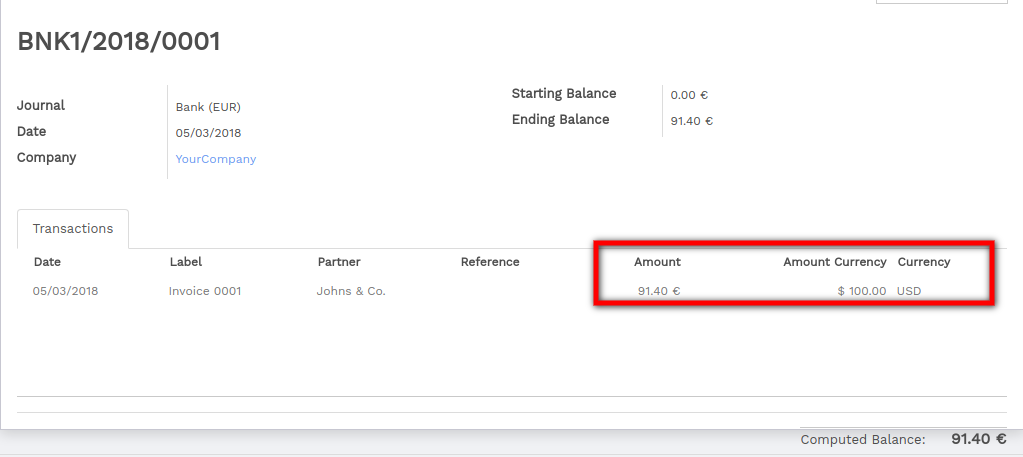 BNK1/2018/0001
Journal Bank (EUR)
Date 05/03/2018
Company YourCompany
Starting Balance 0.00 €
Ending Balance 91.40 €
Transactions
Date Label Partner Reference Amount Amount Currency Currency
05/03/2018 Invoice 0001 Johns & Co. 91.40 € $ 100.00 USD
Computed Balance: 91.40 €